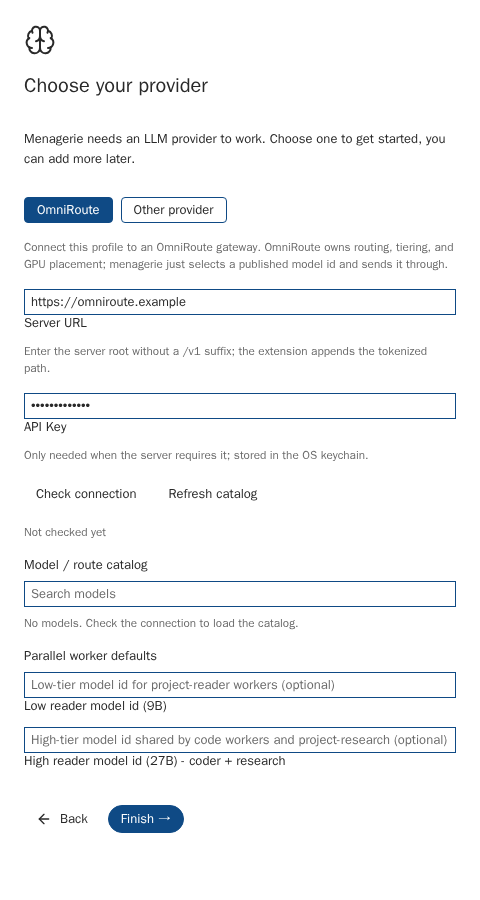 Choose your provider
Menagerie needs an LLM provider to work. Choose one to get started, you
can add more later.
OmniRoute
Other provider
Connect this profile to an OmniRoute gateway. OmniRoute owns routing, tiering, and
GPU placement; menagerie just selects a published model id and sends it through.
https://omniroute.example
Server URL
Enter the server root without a /v1 suffix; the extension appends the tokenized
path.
•••••••••••••
API Key
Only needed when the server requires it; stored in the OS keychain.
Check connection
Refresh catalog
Not checked yet
Model / route catalog
Search models
No models. Check the connection to load the catalog.
Parallel worker defaults
Low-tier model id for project-reader workers (optional)
Low reader model id (9B)
High-tier model id shared by code workers and project-research (optional)
High reader model id (27B) - coder + research
← Back
Finish →